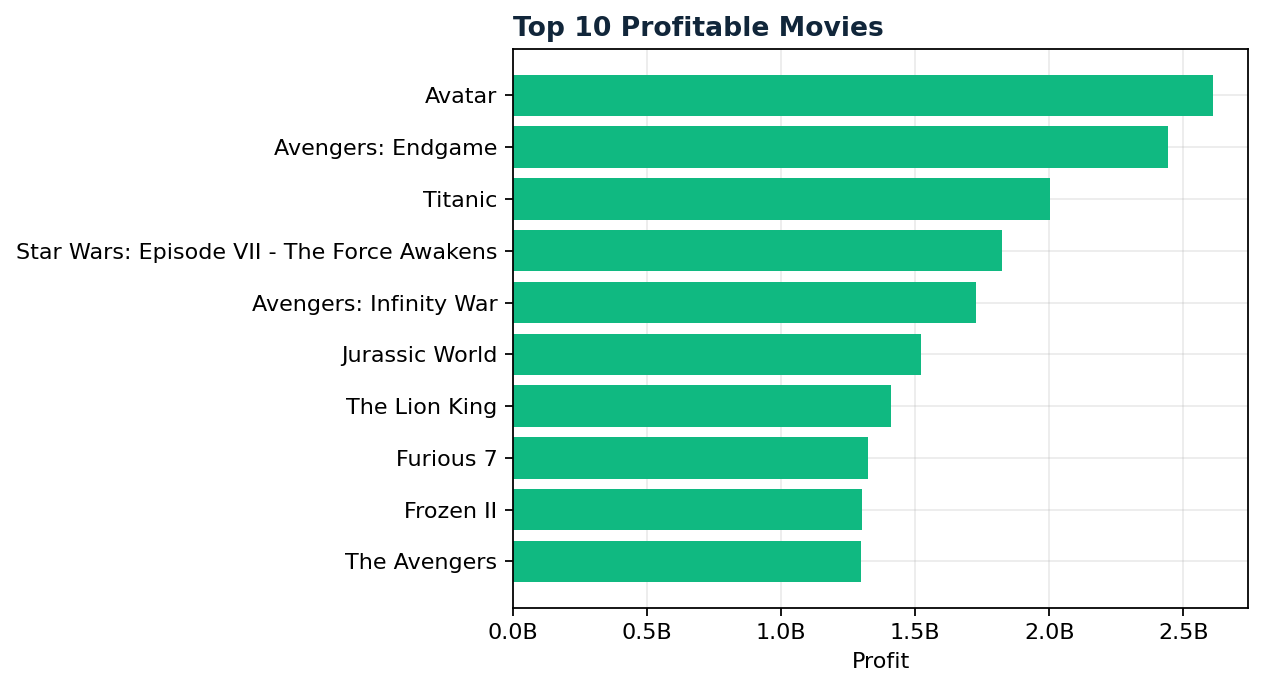 Top 10 Profitable Movies
Avatar
Avengers: Endgame
Titanic
Star Wars: Episode VII - The Force Awakens
Avengers: Infinity War
Jurassic World
The Lion King
Furious 7
Frozen II
The Avengers
0.0B 0.5B 1.0B 1.5B 2.0B 2.5B
Profit